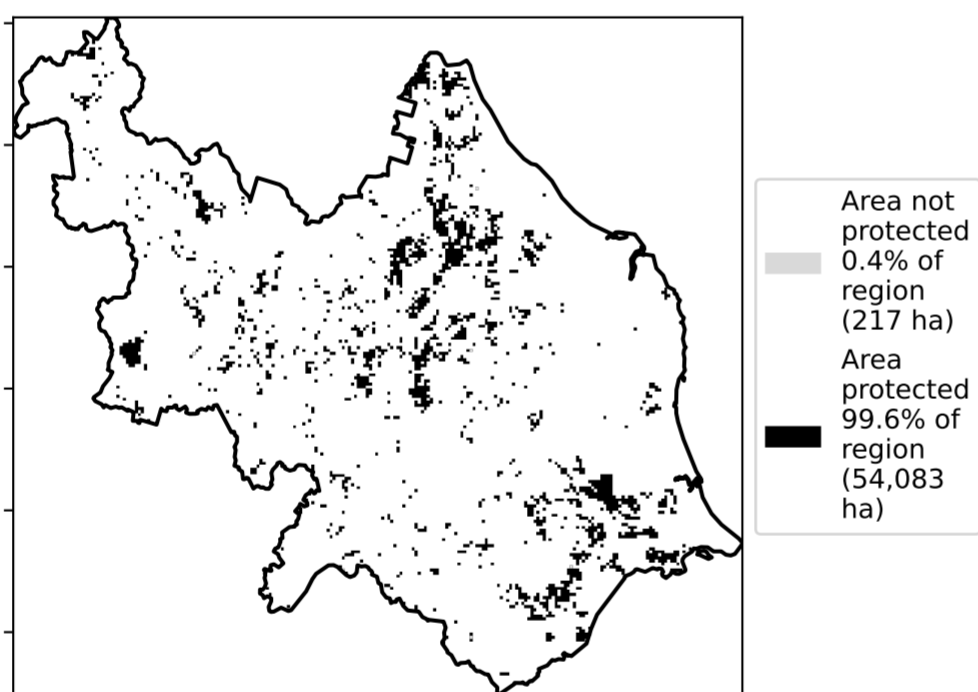 Area not
protected
0.4% of
region
(217 ha)
Area
protected
99.6% of
region
(54,083
ha)